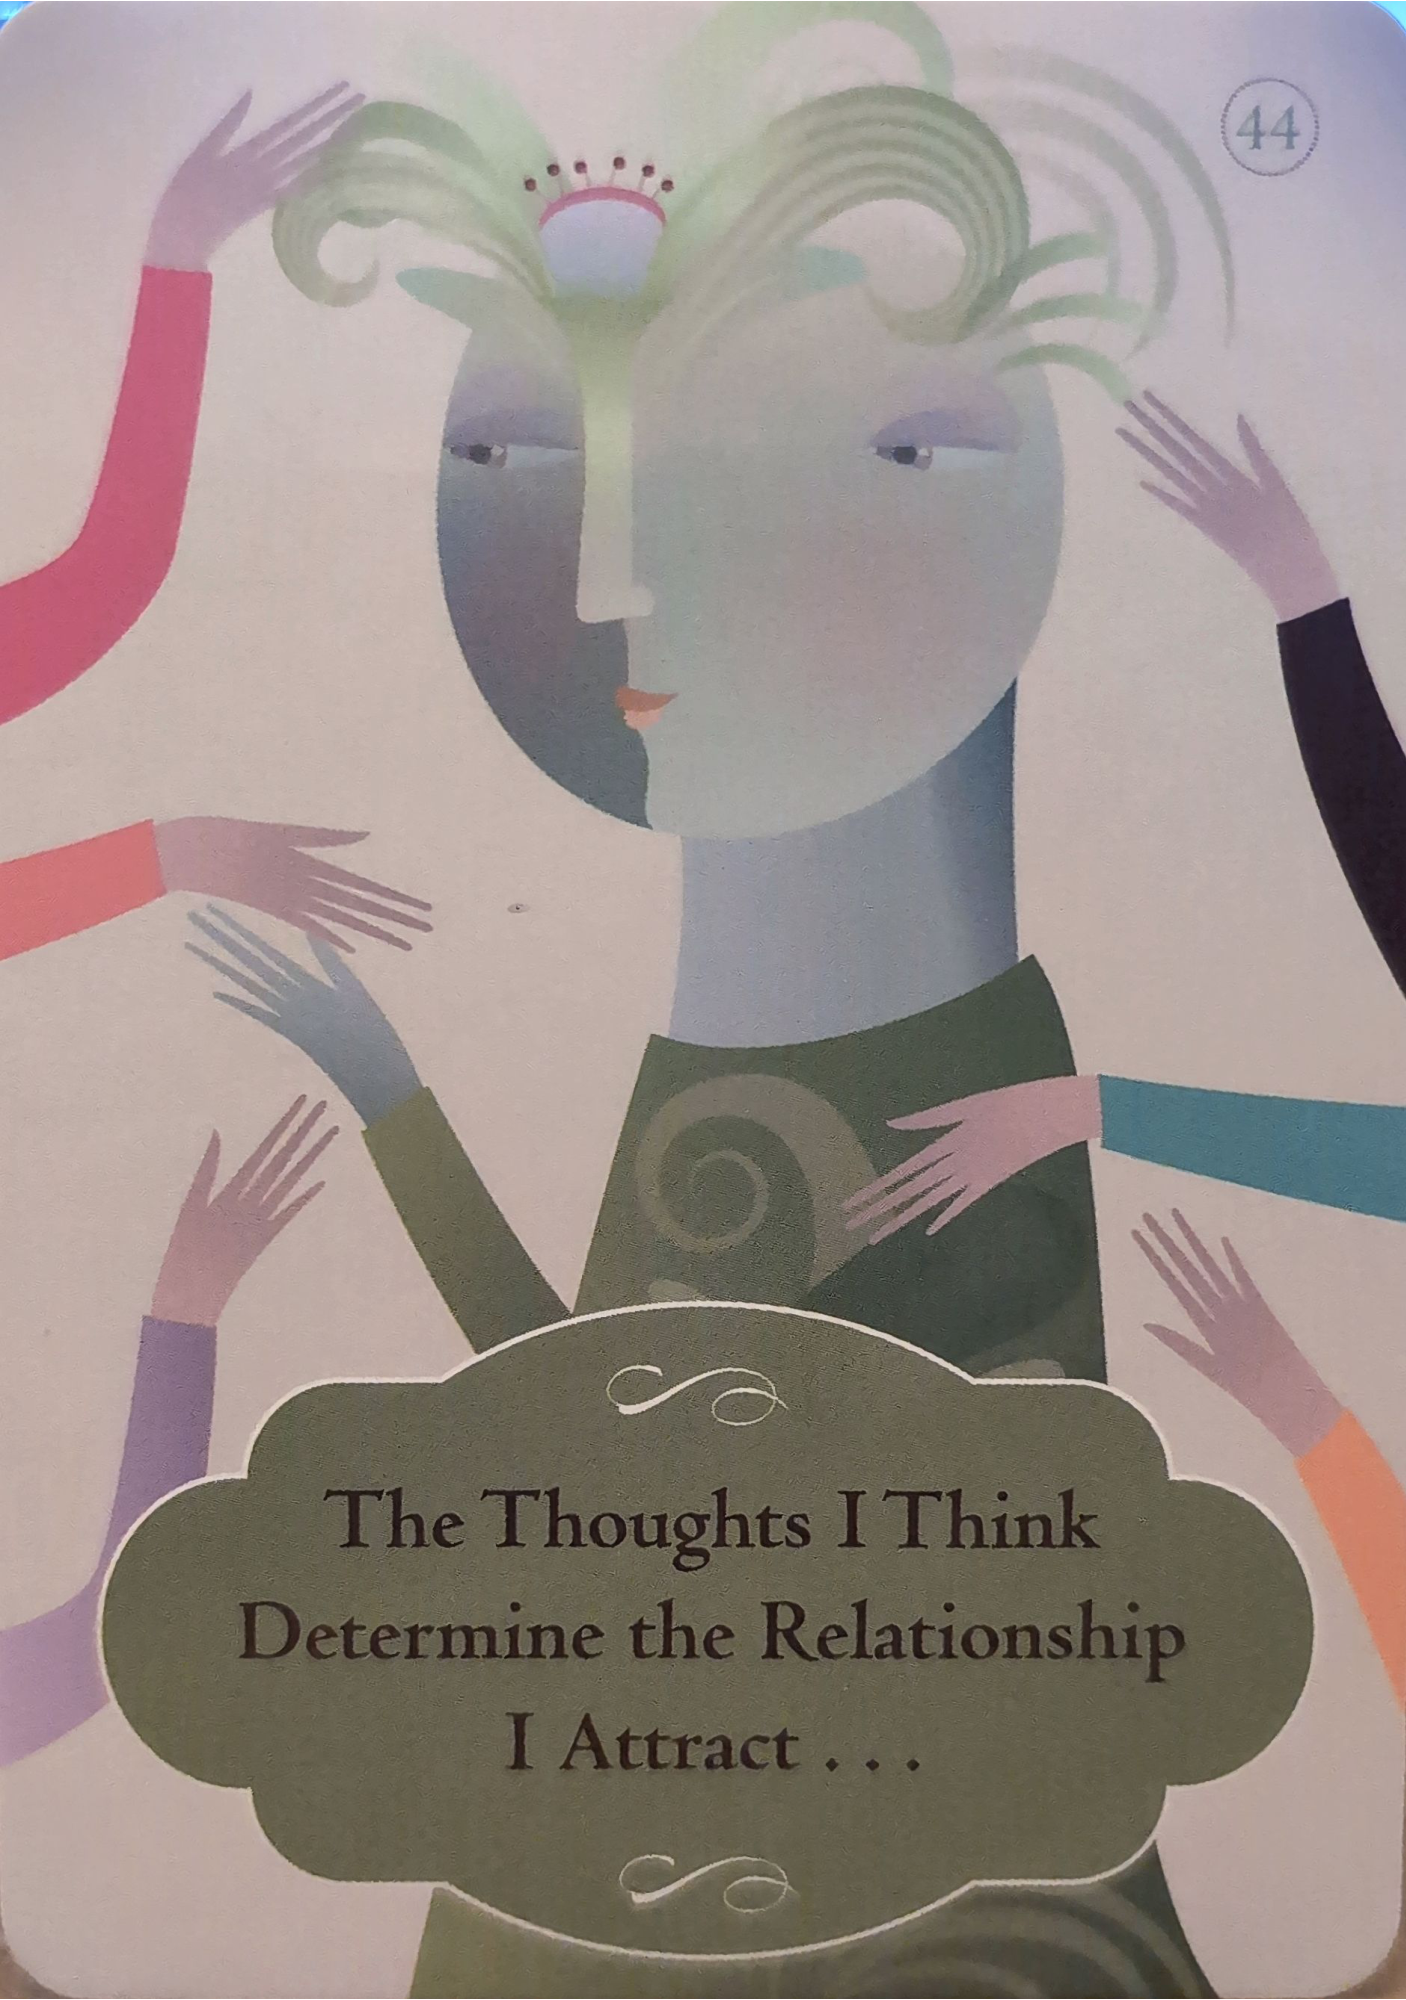 44
The Thoughts I Think
Determine the Relationship
I Attract . . .